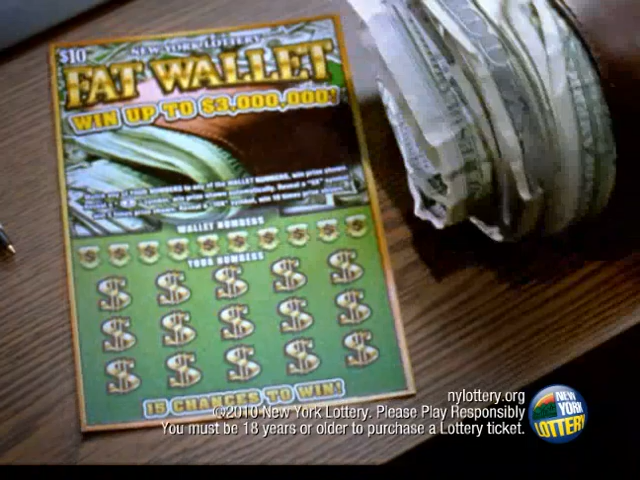 $10
NEW YORK LOTTERY
FAT WALLET
WIN UP TO $3,000,000!
WALLET NUMBERS
YOUR NUMBERS
15 CHANCES TO WIN!
nylottery.org
©2010 New York Lottery. Please Play Responsibly
You must be 18 years or older to purchase a Lottery ticket.
NEW
YORK
LOTTERY